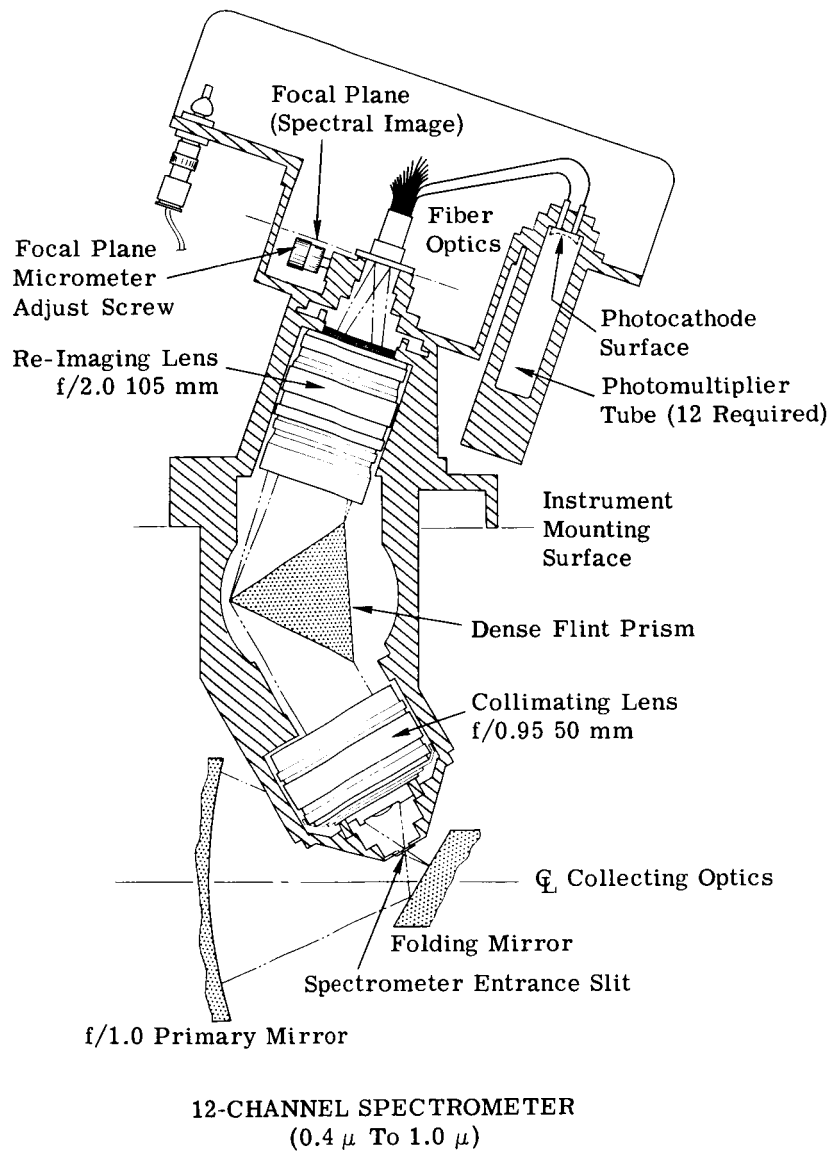 Focal Plane
(Spectral Image)
Fiber
Optics
Focal Plane
Micrometer
Adjust Screw
Photocathode
Surface
Re-Imaging Lens
f/2.0 105 mm
Photomultiplier
Tube (12 Required)
Instrument
Mounting
Surface
Dense Flint Prism
Collimating Lens
f/0.95 50 mm
℄ Collecting Optics
Folding Mirror
Spectrometer Entrance Slit
f/1.0 Primary Mirror
12-CHANNEL SPECTROMETER
(0.4 μ To 1.0 μ)